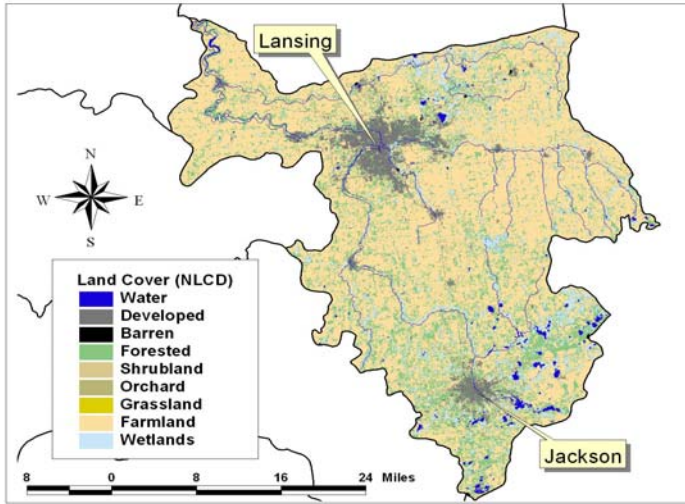 Lansing
N
W E
S
Land Cover (NLCD)
Water
Developed
Barren
Forested
Shrubland
Orchard
Grassland
Farmland
Wetlands
Jackson
8 0 8 16 24 Miles